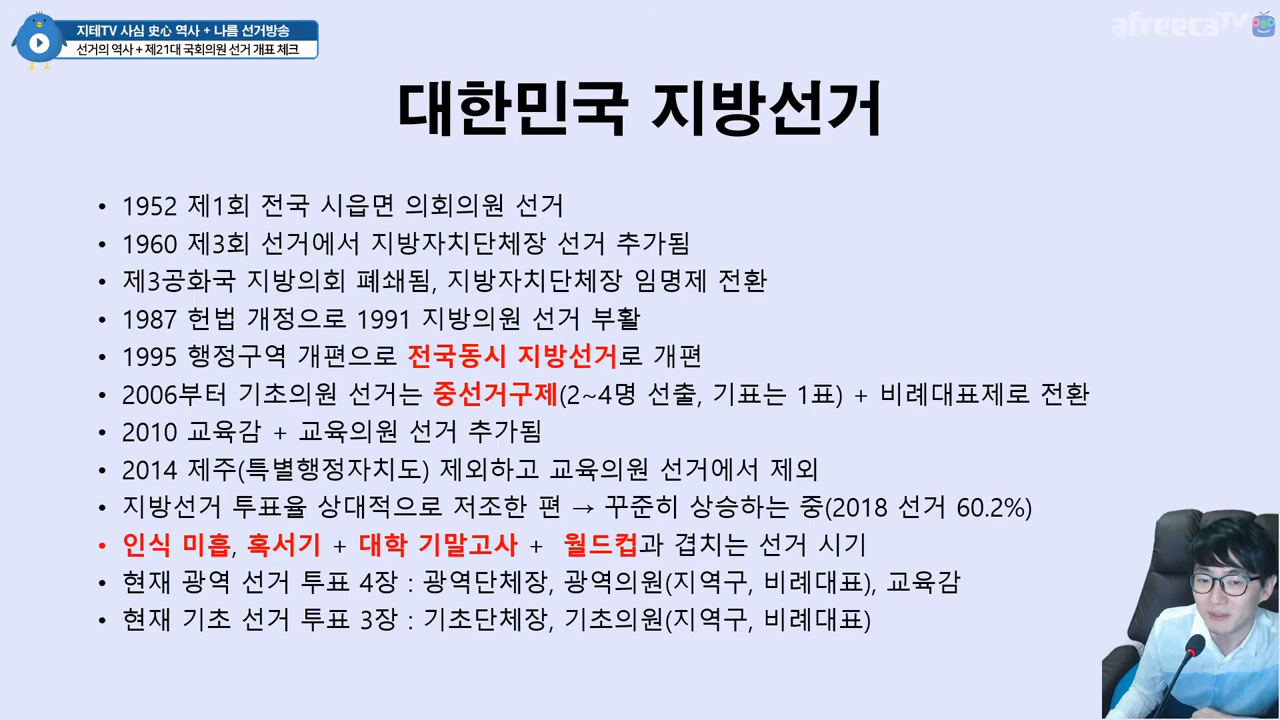 지테TV 사심 史心 역사 + 나름 선거방송
선거의 역사 + 제21대 국회의원 선거 개표 체크
afreecaTV
대한민국 지방선거
• 1952 제1회 전국 시읍면 의회의원 선거
• 1960 제3회 선거에서 지방자치단체장 선거 추가됨
• 제3공화국 지방의회 폐쇄됨, 지방자치단체장 임명제 전환
• 1987 헌법 개정으로 1991 지방의원 선거 부활
• 1995 행정구역 개편으로 전국동시 지방선거로 개편
• 2006부터 기초의원 선거는 중선거구제(2~4명 선출, 기표는 1표) + 비례대표제로 전환
• 2010 교육감 + 교육의원 선거 추가됨
• 2014 제주(특별행정자치도) 제외하고 교육의원 선거에서 제외
• 지방선거 투표율 상대적으로 저조한 편 → 꾸준히 상승하는 중(2018 선거 60.2%)
• 인식 미흡, 혹서기 + 대학 기말고사 + 월드컵과 겹치는 선거 시기
• 현재 광역 선거 투표 4장 : 광역단체장, 광역의원(지역구, 비례대표), 교육감
• 현재 기초 선거 투표 3장 : 기초단체장, 기초의원(지역구, 비례대표)